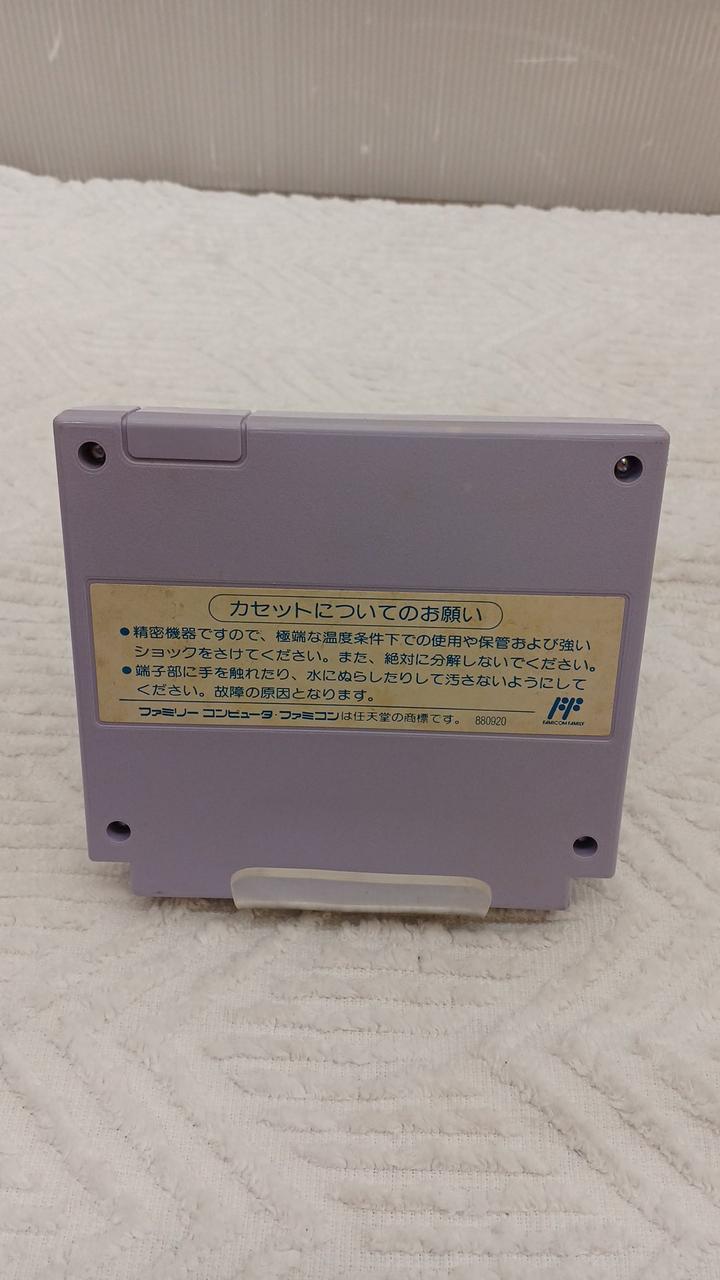 カセットについてのお願い
●精密機器ですので、極端な温度条件下での使用や保管および強い
ショックをさけてください。また、絶対に分解しないでください。
●端子部に手を触れたり、水にぬらしたりして汚さないようにして
ください。故障の原因となります。
ファミリー コンピュータ・ファミコンは任天堂の商標です。 880920
FAMICOM FAMILY